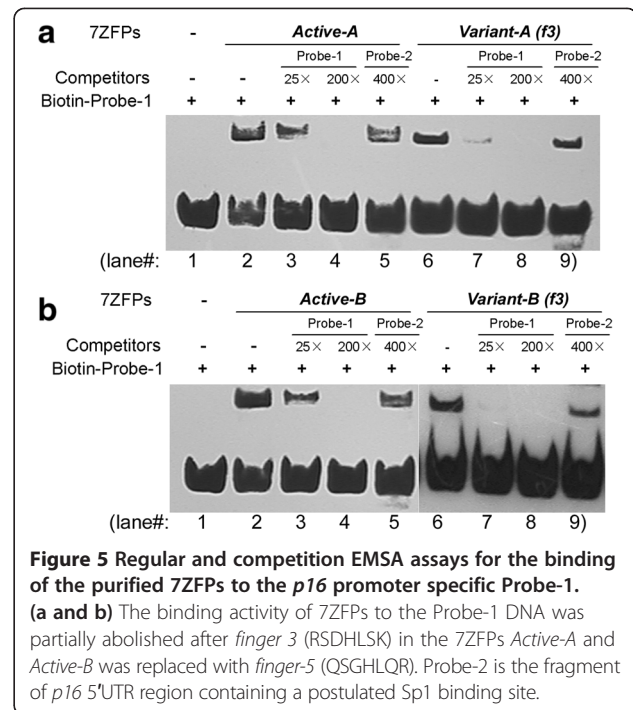 a
7ZFPs - Active-A Variant-A (f3)
Probe-1 Probe-2 Probe-1 Probe-2
Competitors - - 25× 200× 400× - 25× 200× 400×
Biotin-Probe-1 + + + + + + + + +
(lane#: 1 2 3 4 5 6 7 8 9)
b
7ZFPs - Active-B Variant-B (f3)
Probe-1 Probe-2 Probe-1 Probe-2
Competitors - - 25× 200× 400× - 25× 200× 400×
Biotin-Probe-1 + + + + + + + + +
(lane#: 1 2 3 4 5 6 7 8 9)
Figure 5 Regular and competition EMSA assays for the binding
of the purified 7ZFPs to the p16 promoter specific Probe-1.
(a and b) The binding activity of 7ZFPs to the Probe-1 DNA was
partially abolished after finger 3 (RSDHLSK) in the 7ZFPs Active-A and
Active-B was replaced with finger-5 (QSGHLQR). Probe-2 is the fragment
of p16 5′UTR region containing a postulated Sp1 binding site.